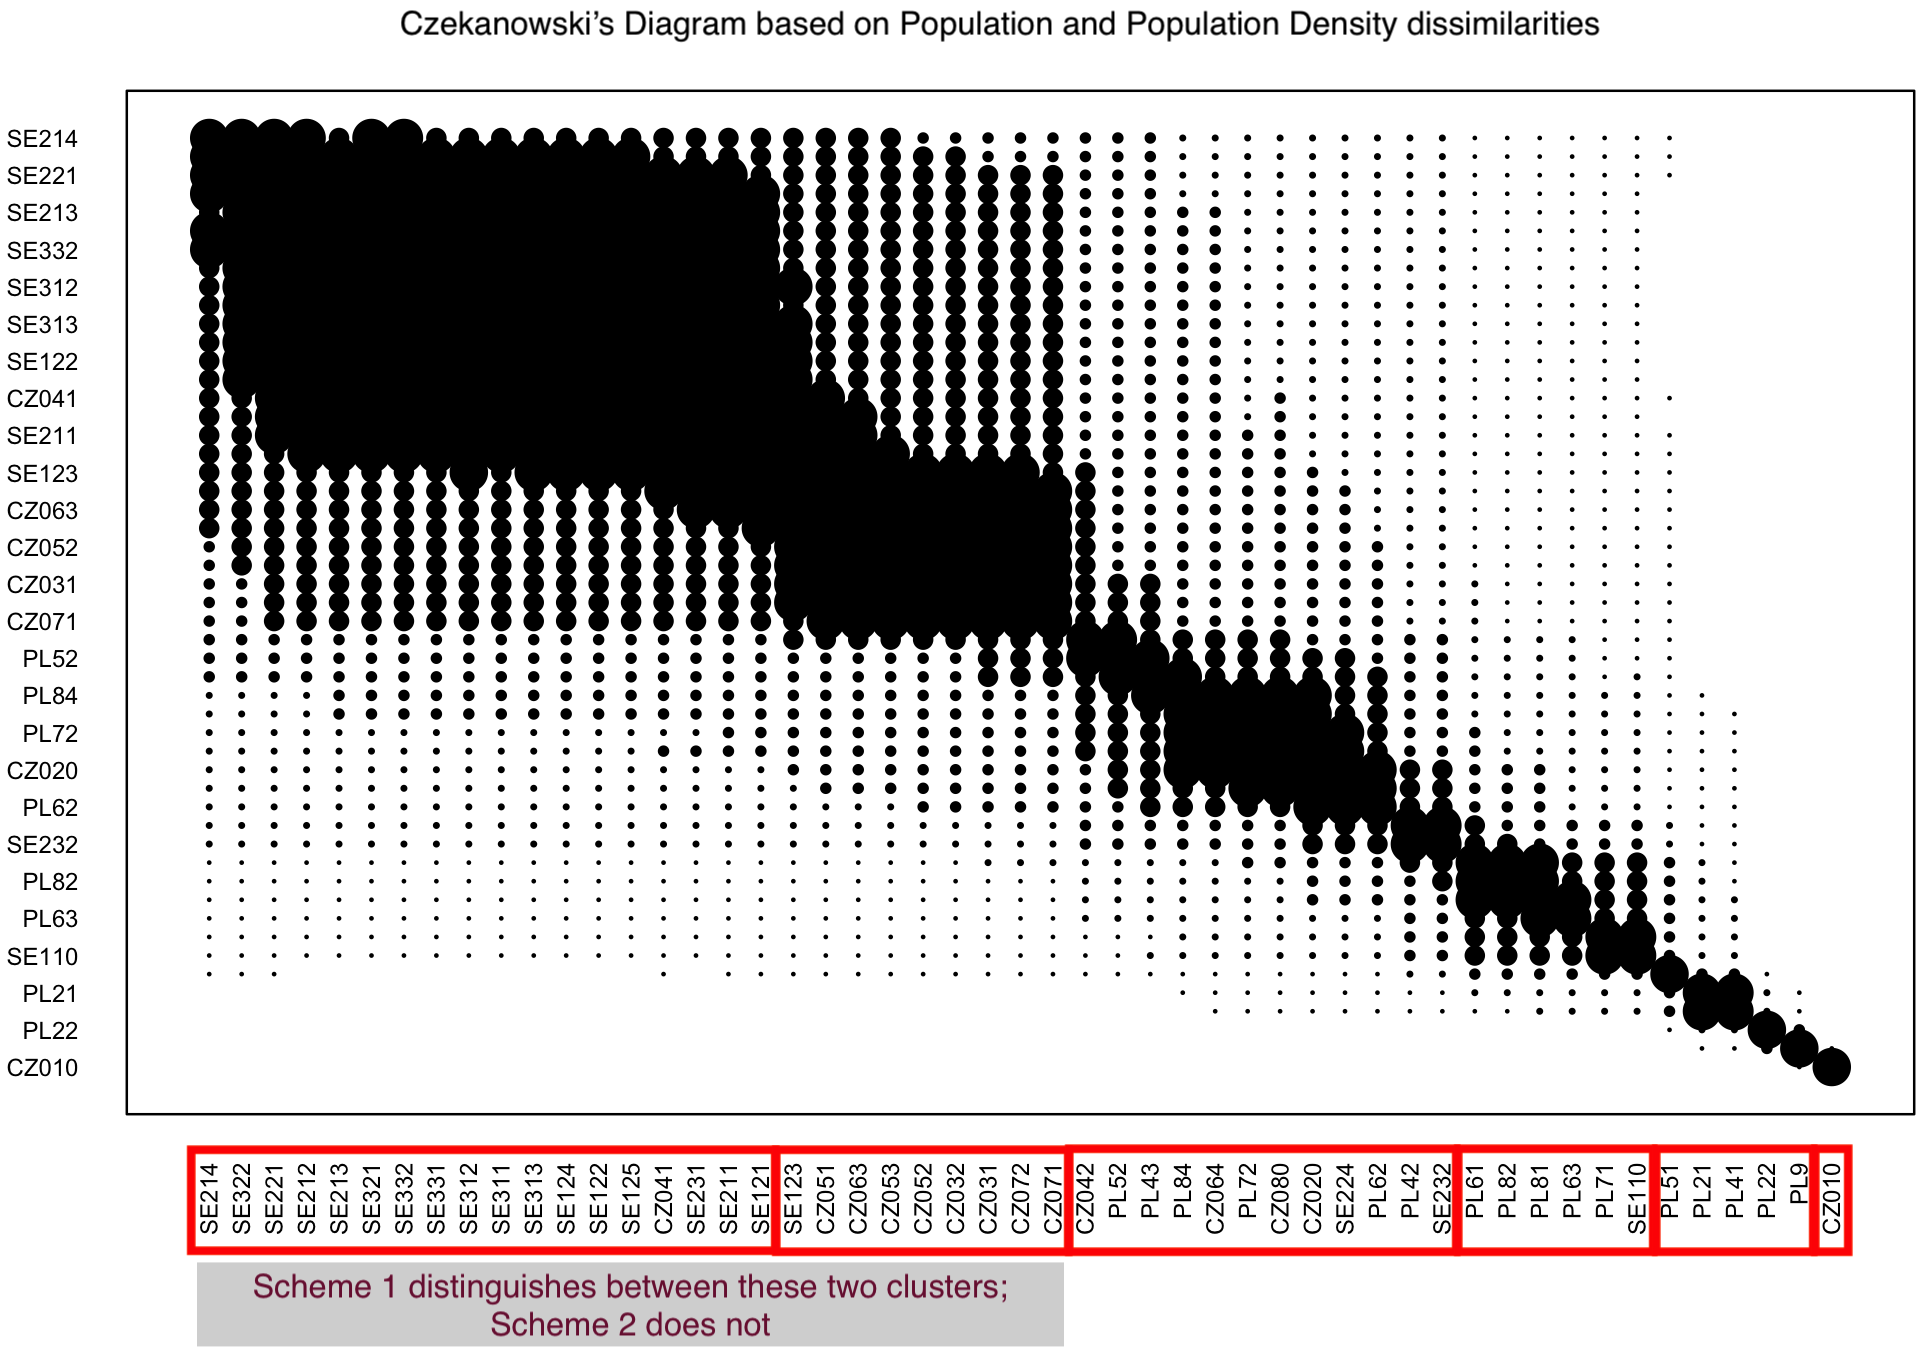 Czekanowski’s Diagram based on Population and Population Density dissimilarities
SE214
SE221
SE213
SE332
SE312
SE313
SE122
CZ041
SE211
SE123
CZ063
CZ052
CZ031
CZ071
PL52
PL84
PL72
CZ020
PL62
SE232
PL82
PL63
SE110
PL21
PL22
CZ010
SE214
SE322
SE221
SE212
SE213
SE321
SE332
SE331
SE312
SE311
SE313
SE124
SE122
SE125
CZ041
SE231
SE211
SE121
SE123
CZ051
CZ063
CZ053
CZ052
CZ032
CZ031
CZ072
CZ071
CZ042
PL52
PL43
PL84
CZ064
PL72
CZ080
CZ020
SE224
PL62
PL42
SE232
PL61
PL82
PL81
PL63
PL71
SE110
PL51
PL21
PL41
PL22
PL9
CZ010
Scheme 1 distinguishes between these two clusters;
Scheme 2 does not